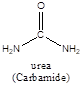 O
H₂N C NH₂
urea
(Carbamide)